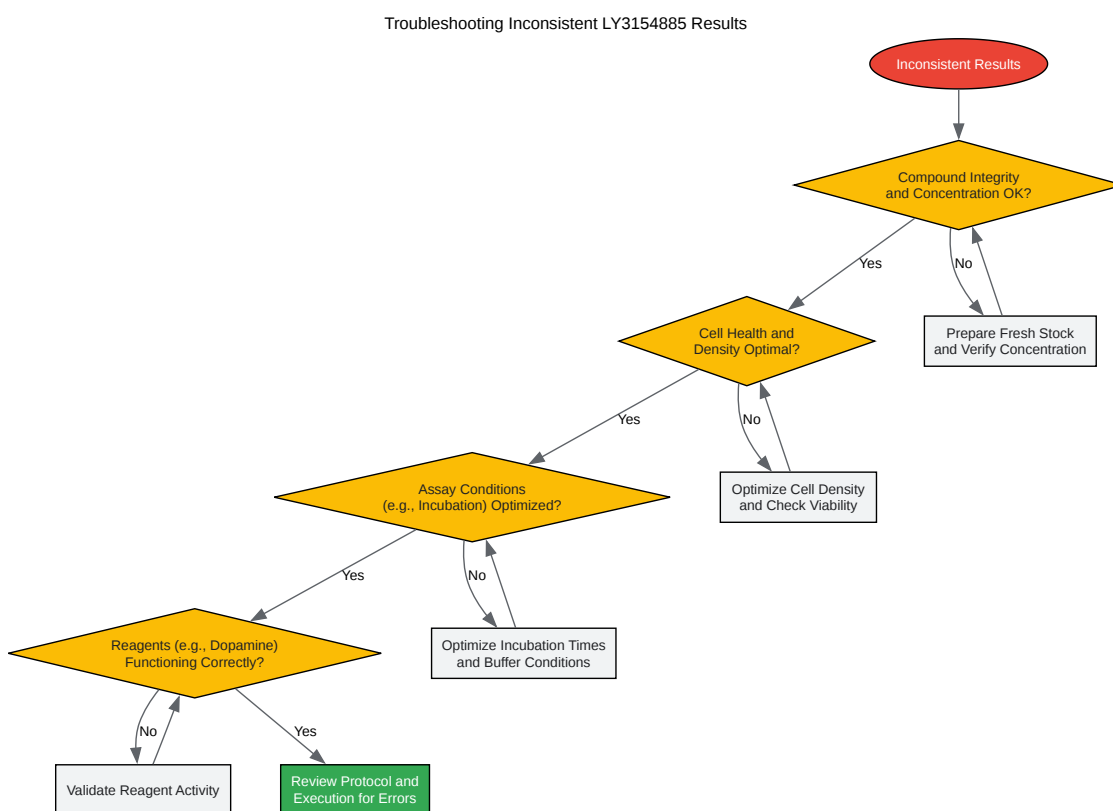 Troubleshooting Inconsistent LY3154885 Results
Inconsistent Results
Compound Integrity
and Concentration OK?
Yes
No
Cell Health and
Density Optimal?
Prepare Fresh Stock
and Verify Concentration
Yes
No
Assay Conditions
(e.g., Incubation) Optimized?
Optimize Cell Density
and Check Viability
Yes
No
Reagents (e.g., Dopamine)
Functioning Correctly?
Optimize Incubation Times
and Buffer Conditions
No
Yes
Validate Reagent Activity
Review Protocol and
Execution for Errors